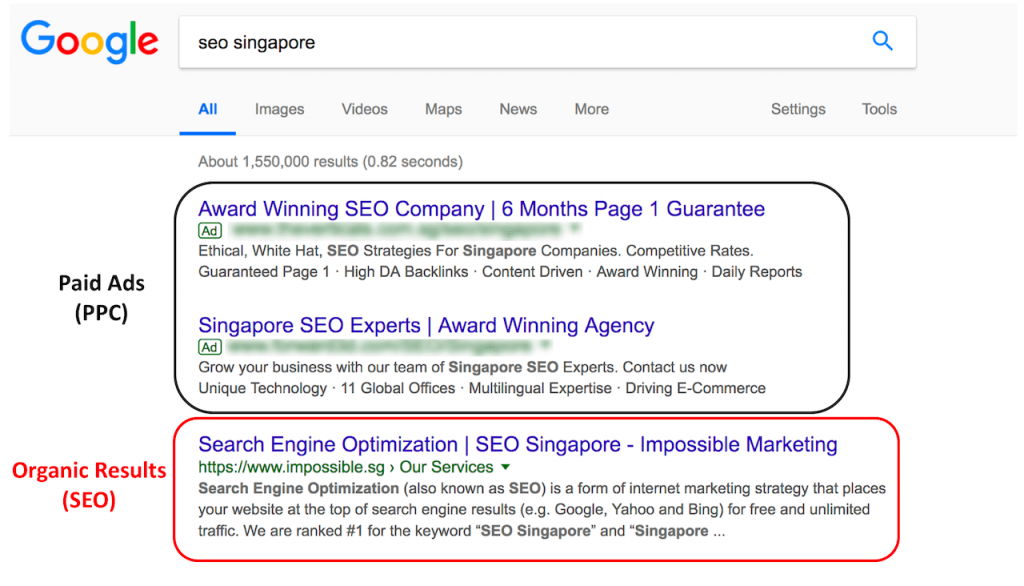 Google
seo singapore
All Images Videos Maps News More Settings Tools
About 1,550,000 results (0.82 seconds)
Paid Ads
(PPC)
Award Winning SEO Company | 6 Months Page 1 Guarantee
Ad
Ethical, White Hat, SEO Strategies For Singapore Companies. Competitive Rates.
Guaranteed Page 1 · High DA Backlinks · Content Driven · Award Winning · Daily Reports
Singapore SEO Experts | Award Winning Agency
Ad
Grow your business with our team of Singapore SEO Experts. Contact us now
Unique Technology · 11 Global Offices · Multilingual Expertise · Driving E-Commerce
Organic Results
(SEO)
Search Engine Optimization | SEO Singapore - Impossible Marketing
https://www.impossible.sg › Our Services
Search Engine Optimization (also known as SEO) is a form of internet marketing strategy that places
your website at the top of search engine results (e.g. Google, Yahoo and Bing) for free and unlimited
traffic. We are ranked #1 for the keyword “SEO Singapore” and “Singapore ...